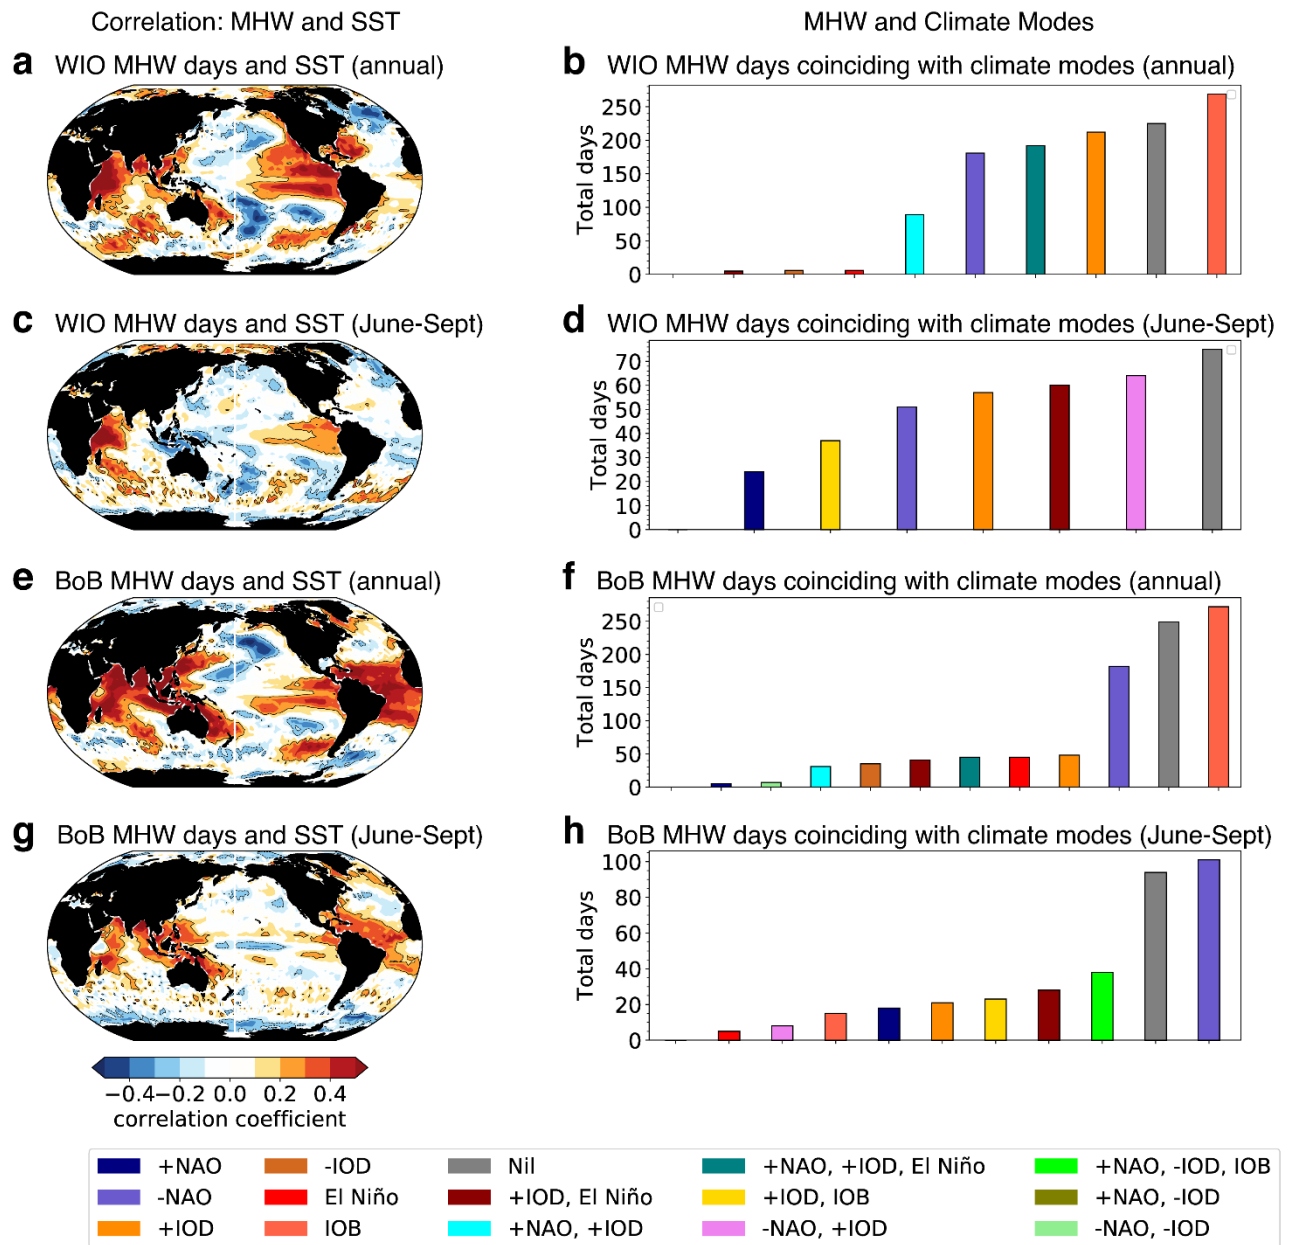 Correlation: MHW and SST
MHW and Climate Modes
a WIO MHW days and SST (annual)
b WIO MHW days coinciding with climate modes (annual)
Total days
250
200
150
100
50
0
c WIO MHW days and SST (June-Sept)
d WIO MHW days coinciding with climate modes (June-Sept)
Total days
70
60
50
40
30
20
10
0
e BoB MHW days and SST (annual)
f BoB MHW days coinciding with climate modes (annual)
Total days
250
200
150
100
50
0
g BoB MHW days and SST (June-Sept)
h BoB MHW days coinciding with climate modes (June-Sept)
Total days
100
80
60
40
20
0
−0.4 −0.2 0.0 0.2 0.4
correlation coefficient
+NAO -IOD Nil +NAO, +IOD, El Niño +NAO, -IOD, IOB
-NAO El Niño +IOD, El Niño +IOD, IOB +NAO, -IOD
+IOD IOB +NAO, +IOD -NAO, +IOD -NAO, -IOD